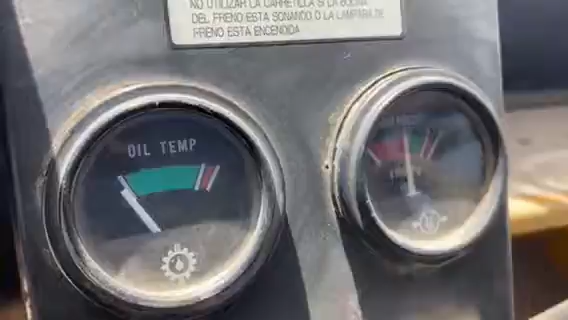 NO UTILIZAR LA CARRETILLA SI LA BOCINA
DEL FRENO ESTA SONANDO O LA LAMPARA DE
FRENO ESTA ENCENDIDA
OIL TEMP